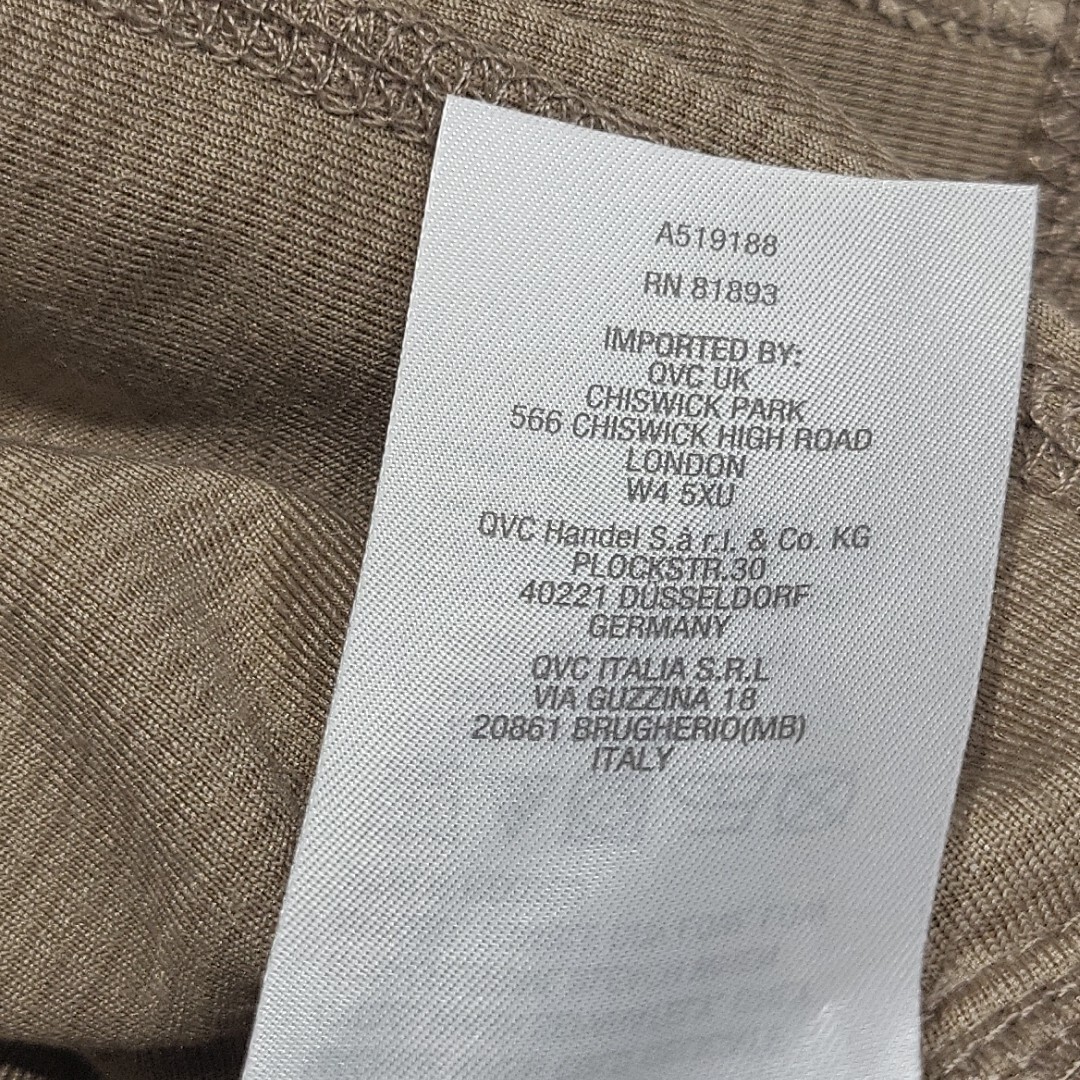 A519188
RN 81893
IMPORTED BY:
QVC UK
CHISWICK PARK
566 CHISWICK HIGH ROAD
LONDON
W4 5XU
QVC Handel S.à r.l. & Co. KG
PLOCKSTR.30
40221 DÜSSELDORF
GERMANY
QVC ITALIA S.R.L
VIA GUZZINA 18
20861 BRUGHERIO(MB)
ITALY